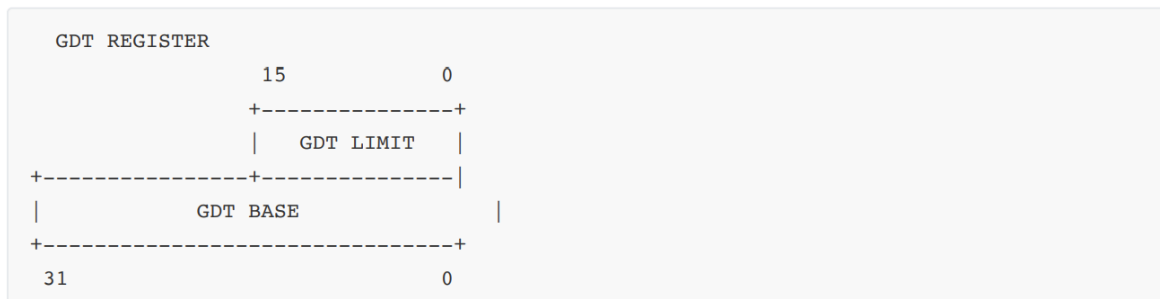 GDT REGISTER
15 0
+---------------+
| GDT LIMIT |
+----------------+---------------|
| GDT BASE |
+--------------------------------+
31 0